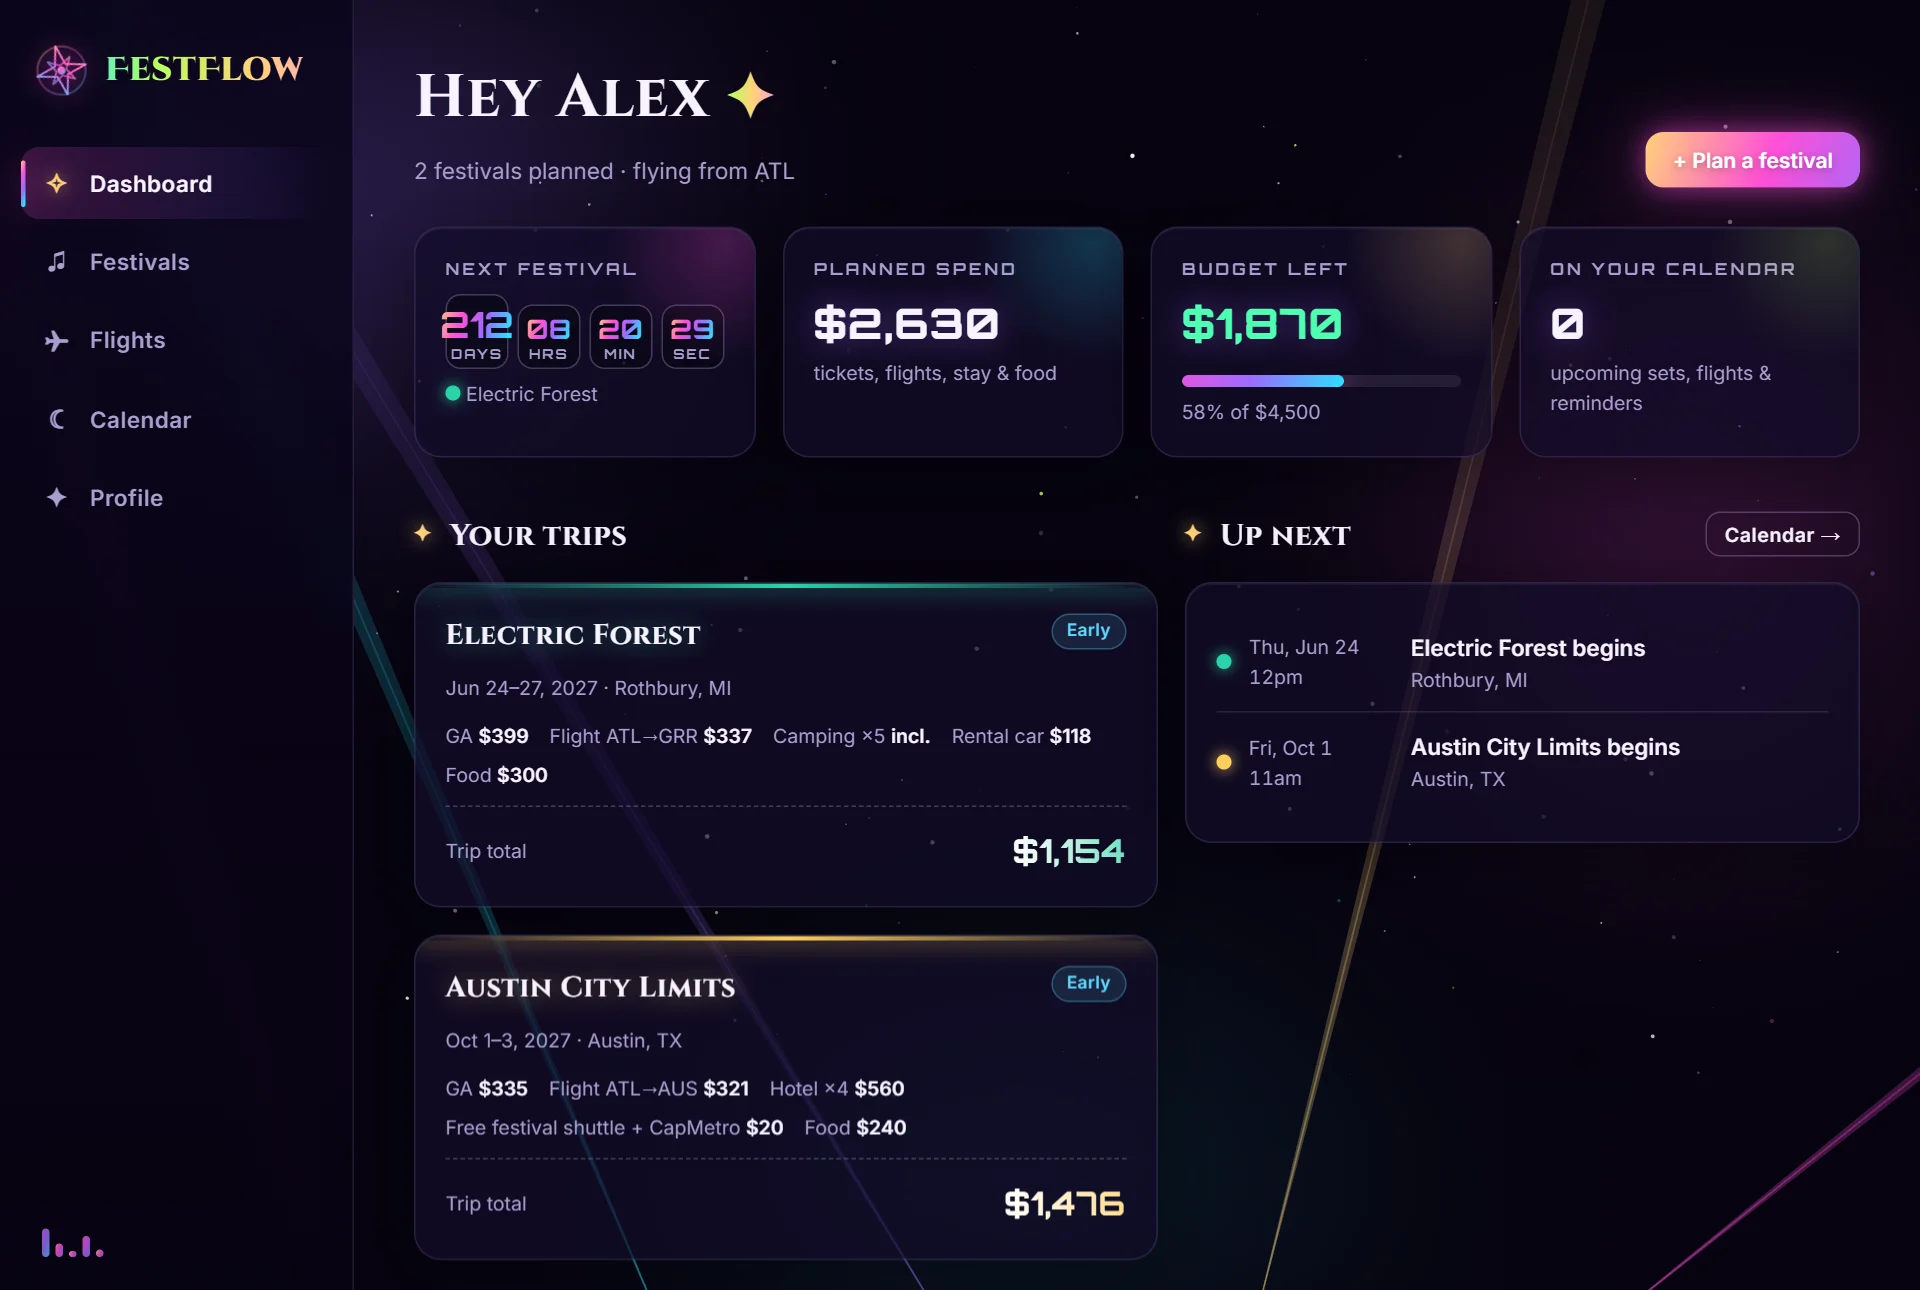 FESTFLOW
Dashboard
Festivals
Flights
Calendar
Profile
HEY ALEX
2 festivals planned · flying from ATL
+ Plan a festival
NEXT FESTIVAL
212 08 20 29
DAYS HRS MIN SEC
Electric Forest
PLANNED SPEND
$2,630
tickets, flights, stay & food
BUDGET LEFT
$1,870
58% of $4,500
ON YOUR CALENDAR
0
upcoming sets, flights &
reminders
YOUR TRIPS
ELECTRIC FOREST
Early
Jun 24–27, 2027 · Rothbury, MI
GA $399 Flight ATL→GRR $337 Camping ×5 incl. Rental car $118
Food $300
Trip total $1,154
AUSTIN CITY LIMITS
Early
Oct 1–3, 2027 · Austin, TX
GA $335 Flight ATL→AUS $321 Hotel ×4 $560
Free festival shuttle + CapMetro $20 Food $240
Trip total $1,476
UP NEXT
Calendar →
Thu, Jun 24
12pm
Electric Forest begins
Rothbury, MI
Fri, Oct 1
11am
Austin City Limits begins
Austin, TX